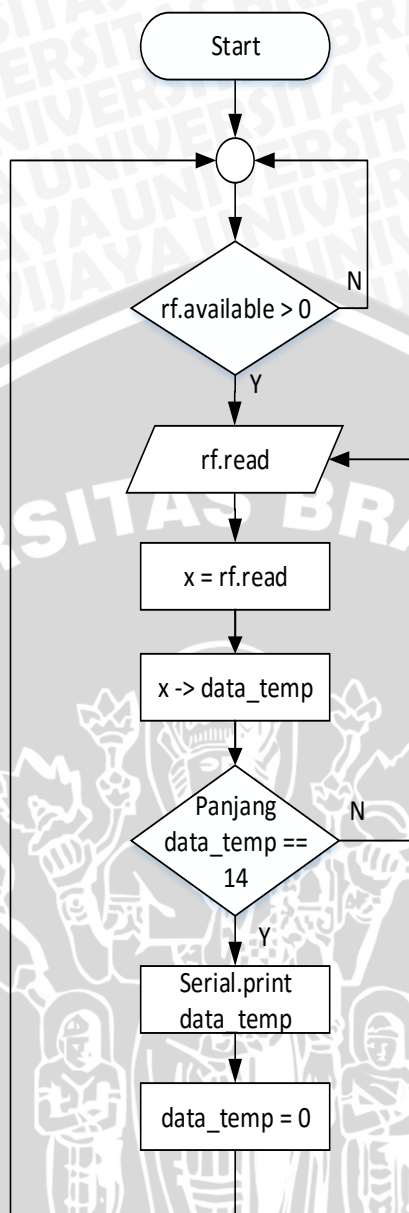 Start
rf.available > 0
N
Y
rf.read
x = rf.read
x -> data_temp
Panjang
data_temp ==
14
N
Y
Serial.print
data_temp
data_temp = 0